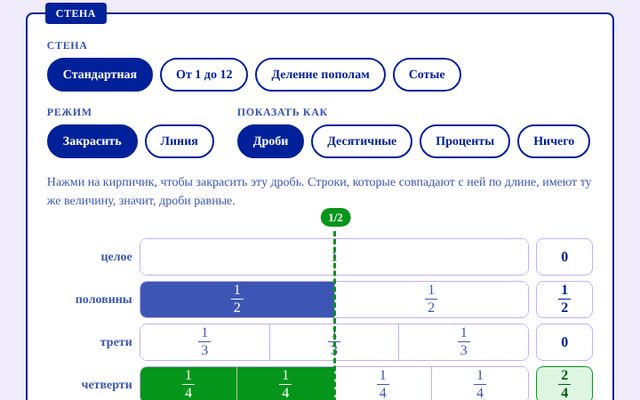 СТЕНА
СТЕНА
Стандартная От 1 до 12 Деление пополам Сотые
РЕЖИМ ПОКАЗАТЬ КАК
Закрасить Линия Дроби Десятичные Проценты Ничего
Нажми на кирпичик, чтобы закрасить эту дробь. Строки, которые совпадают с ней по длине, имеют ту
же величину, значит, дроби равные.
1/2
целое 1 0
половины 1/2 1/2 1/2
трети 1/3 1/3 1/3 0
четверти 1/4 1/4 1/4 1/4 2/4